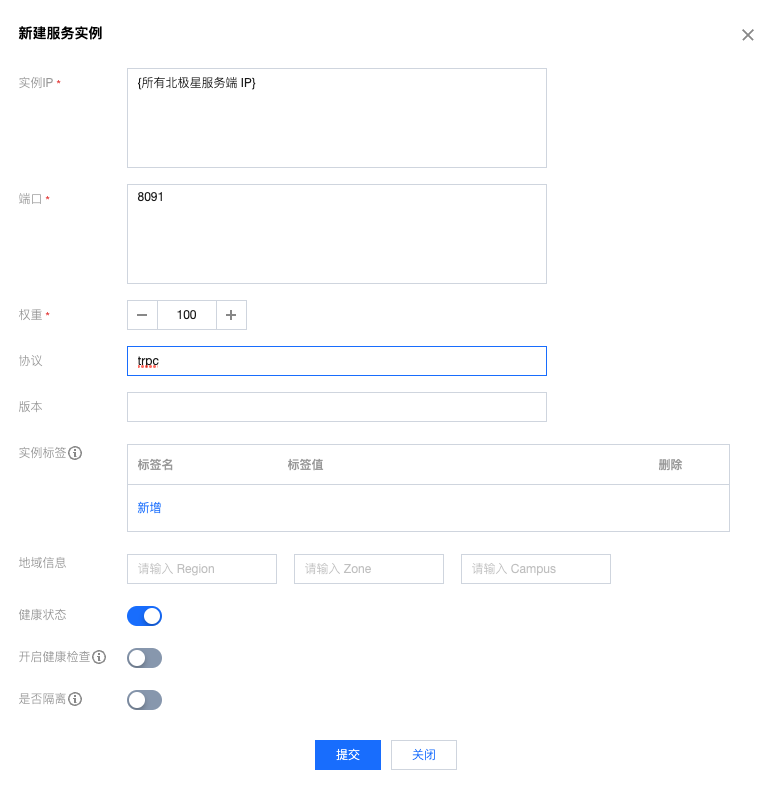 新建服务实例
实例IP *
{所有北极星服务端 IP}
端口 *
8091
权重 *
100
协议
trpc
版本
实例标签
标签名 标签值 删除
新增
地域信息
请输入 Region 请输入 Zone 请输入 Campus
健康状态
开启健康检查
是否隔离
提交 关闭